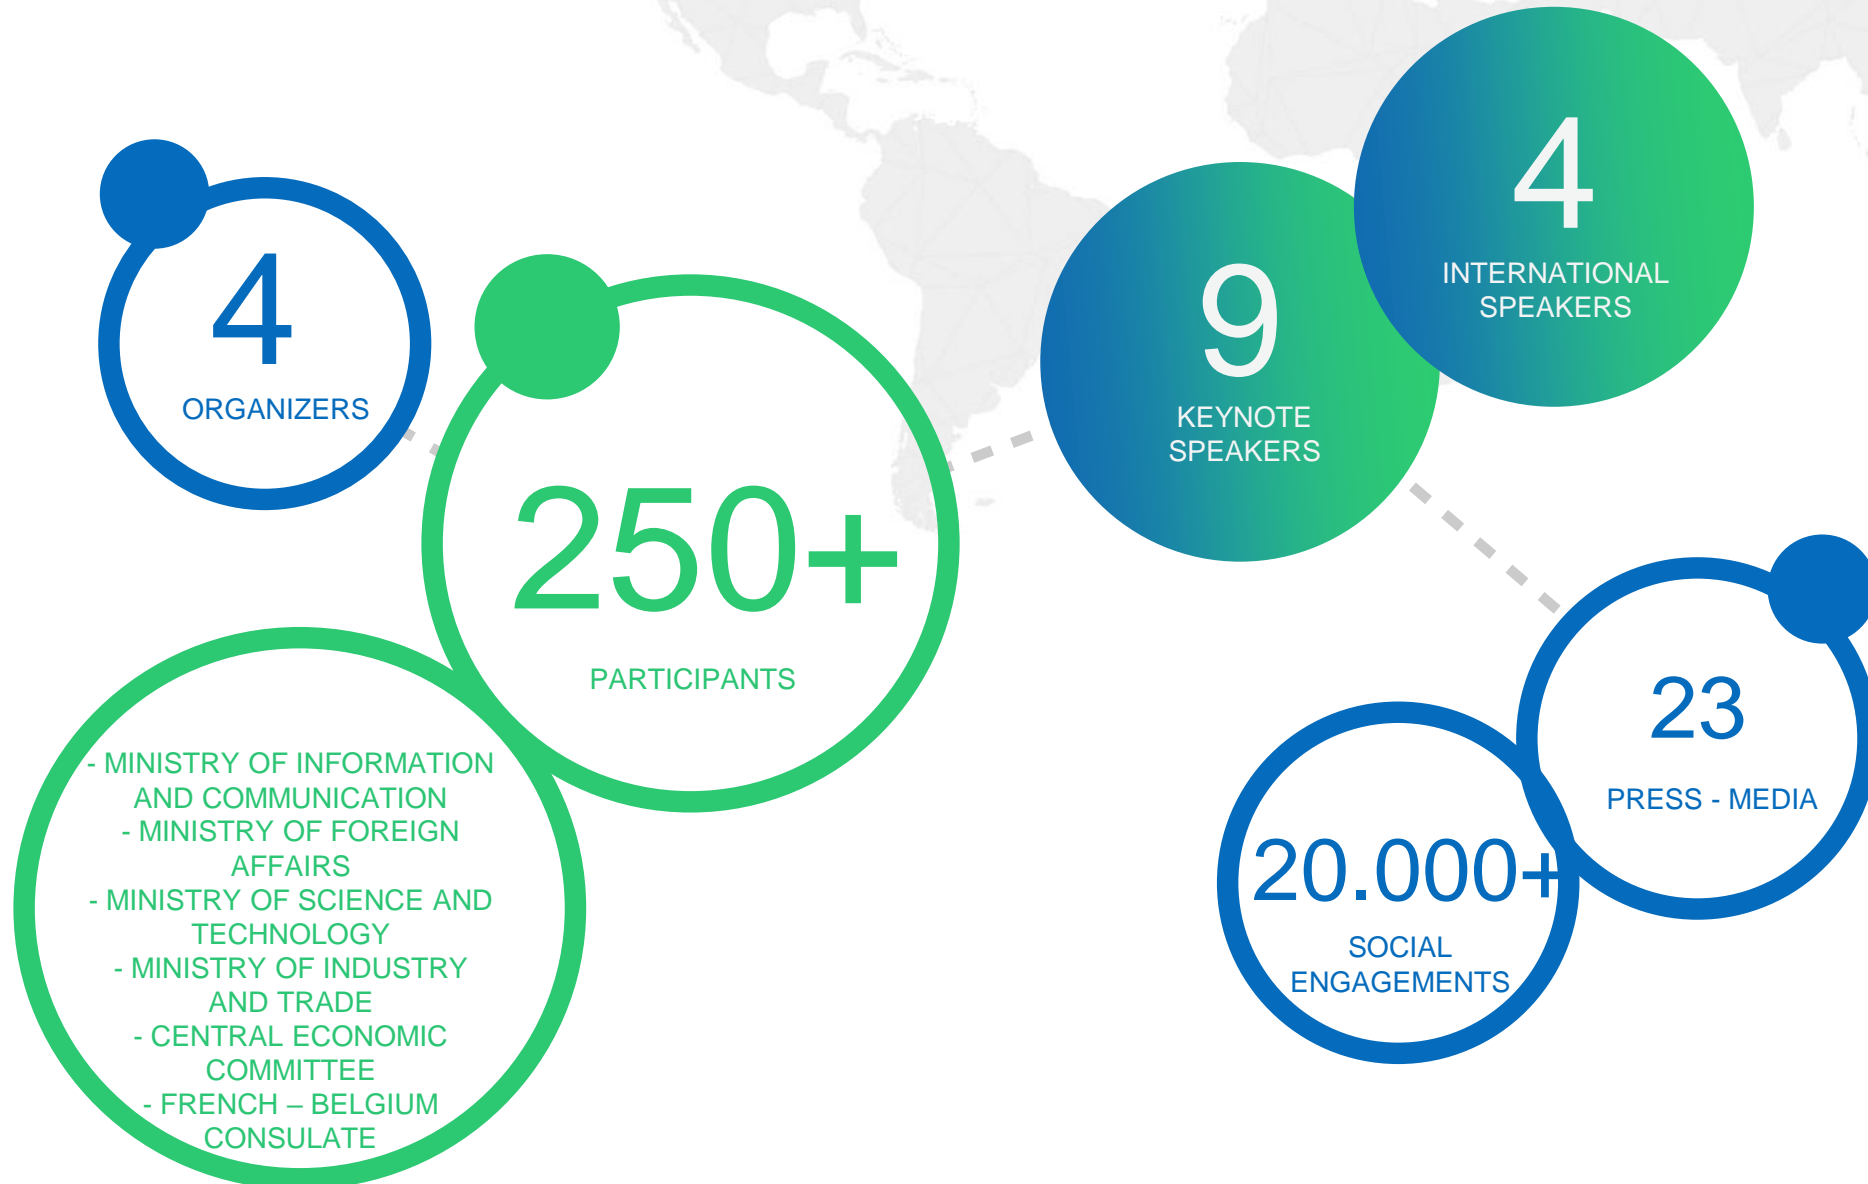 4
ORGANIZERS
250+
PARTICIPANTS
- MINISTRY OF INFORMATION
AND COMMUNICATION
- MINISTRY OF FOREIGN
AFFAIRS
- MINISTRY OF SCIENCE AND
TECHNOLOGY
- MINISTRY OF INDUSTRY
AND TRADE
- CENTRAL ECONOMIC
COMMITTEE
- FRENCH – BELGIUM
CONSULATE
9
KEYNOTE
SPEAKERS
4
INTERNATIONAL
SPEAKERS
23
PRESS - MEDIA
20.000+
SOCIAL
ENGAGEMENTS